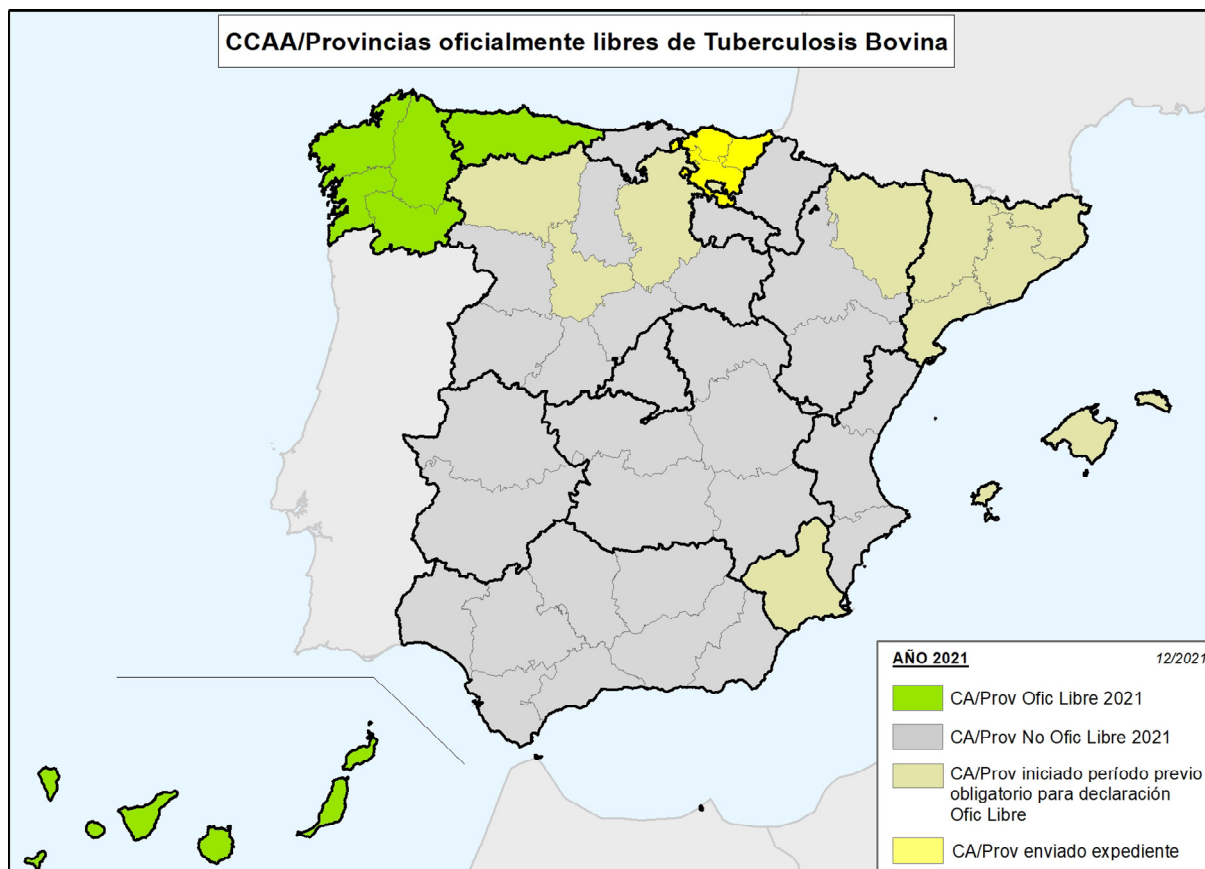 CCAA/Provincias oficialmente libres de Tuberculosis Bovina
AÑO 2021 12/2021
CA/Prov Ofic Libre 2021
CA/Prov No Ofic Libre 2021
CA/Prov iniciado período previo
obligatorio para declaración
Ofic Libre
CA/Prov enviado expediente